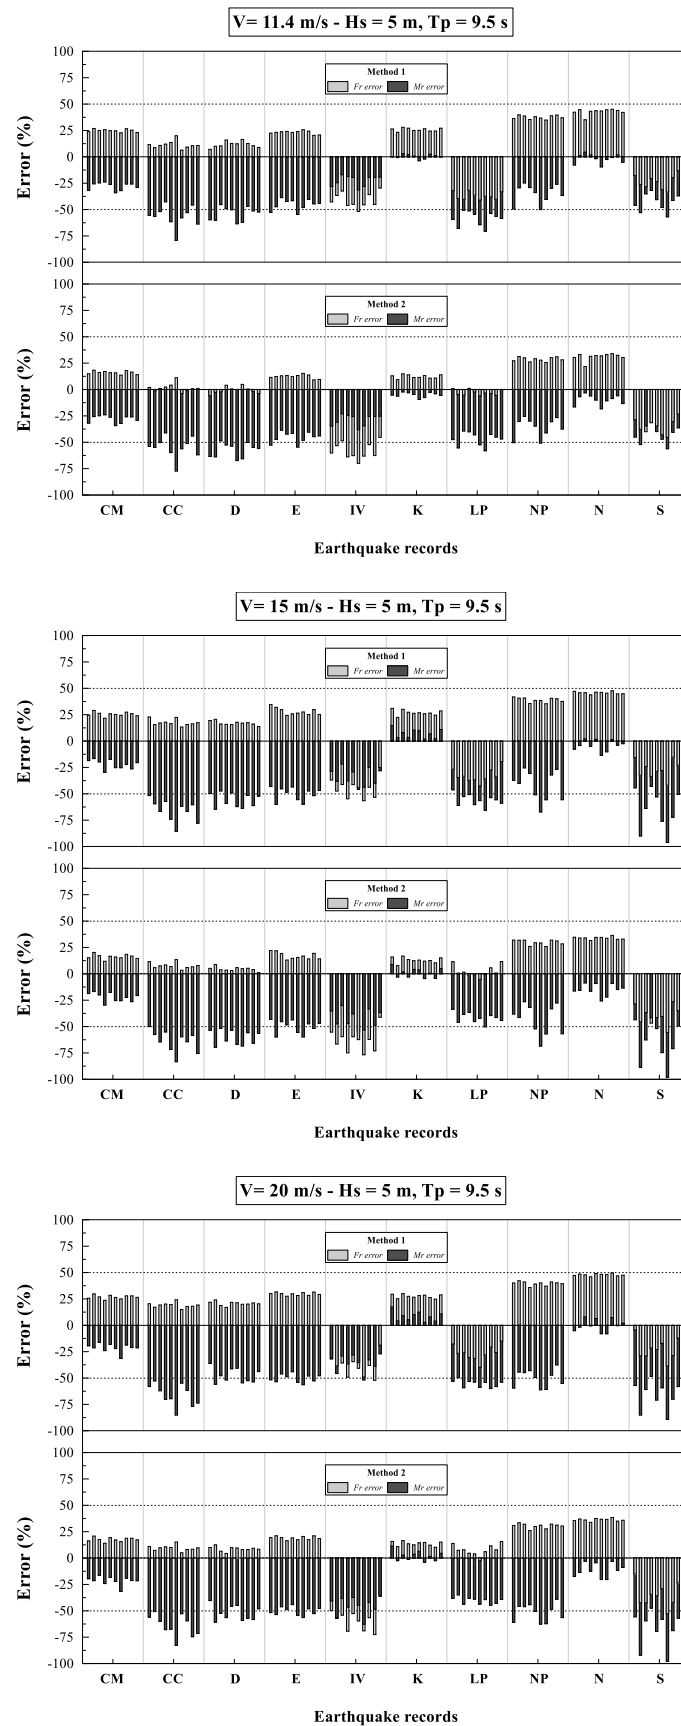 V= 11.4 m/s - Hs = 5 m, Tp = 9.5 s
Error (%)
100
75
50
25
0
-25
-50
-75
-100
Method 1
Fr error Mr error
Error (%)
100
75
50
25
0
-25
-50
-75
-100
Method 2
Fr error Mr error
CM CC D E IV K LP NP N S
Earthquake records
V= 15 m/s - Hs = 5 m, Tp = 9.5 s
Error (%)
100
75
50
25
0
-25
-50
-75
-100
Method 1
Fr error Mr error
Error (%)
100
75
50
25
0
-25
-50
-75
-100
Method 2
Fr error Mr error
CM CC D E IV K LP NP N S
Earthquake records
V= 20 m/s - Hs = 5 m, Tp = 9.5 s
Error (%)
100
75
50
25
0
-25
-50
-75
-100
Method 1
Fr error Mr error
Error (%)
100
75
50
25
0
-25
-50
-75
-100
Method 2
Fr error Mr error
CM CC D E IV K LP NP N S
Earthquake records